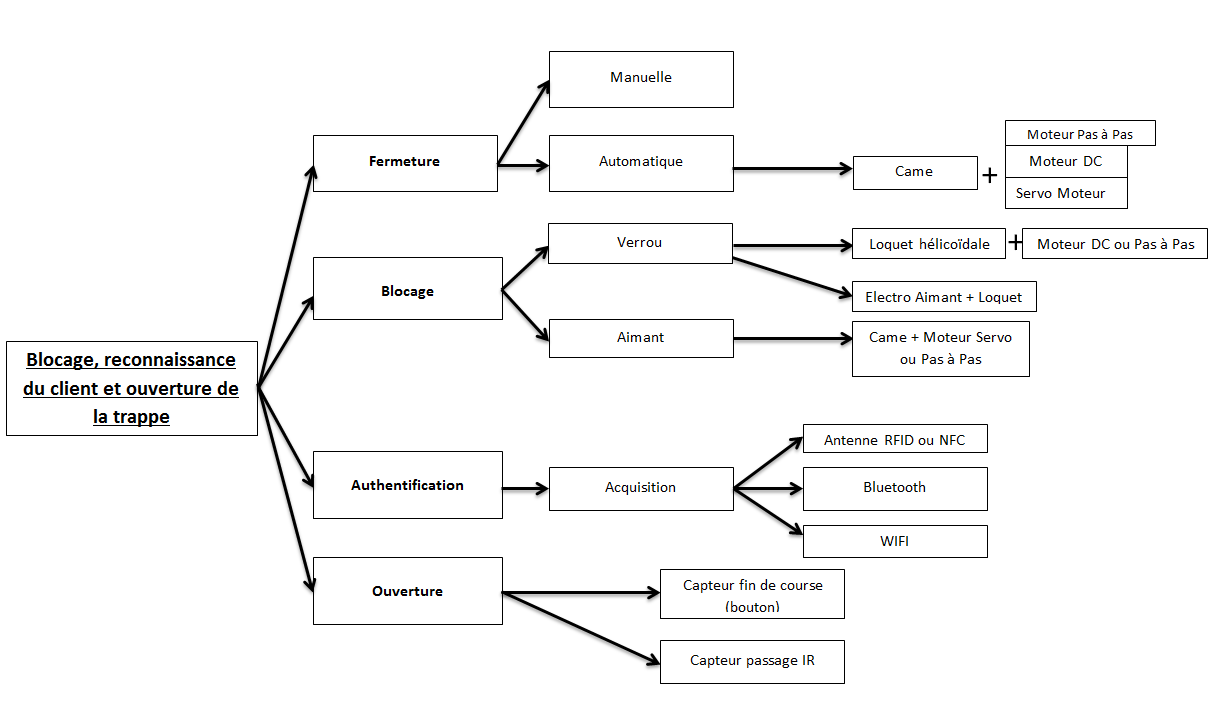 Manuelle
Fermeture
Automatique
Came
+
Moteur Pas à Pas
Moteur DC
Servo Moteur
Blocage
Verrou
Loquet hélicoïdale
+
Moteur DC ou Pas à Pas
Electro Aimant + Loquet
Aimant
Came + Moteur Servo
ou Pas à Pas
Blocage, reconnaissance
du client et ouverture de
la trappe
Authentification
Acquisition
Antenne RFID ou NFC
Bluetooth
WIFI
Ouverture
Capteur fin de course
(bouton)
Capteur passage IR